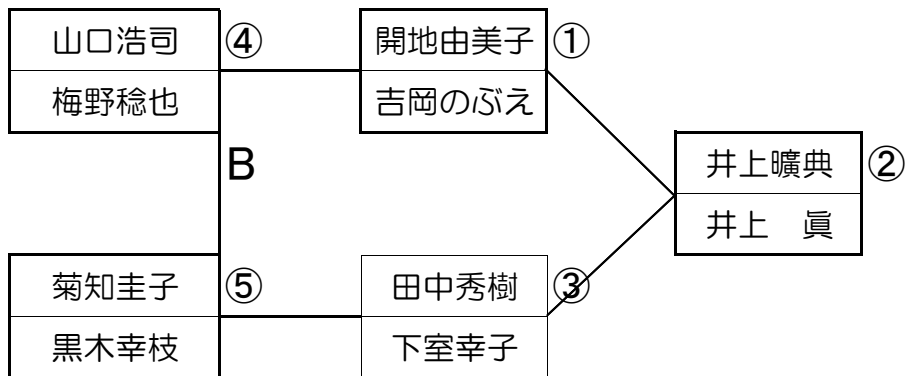 山口浩司 ④ 開地由美子 ①
梅野稔也 吉岡のぶえ
B
井上曠典 ②
井上　眞
菊知圭子 ⑤ 田中秀樹 ③
黒木幸枝 下室幸子